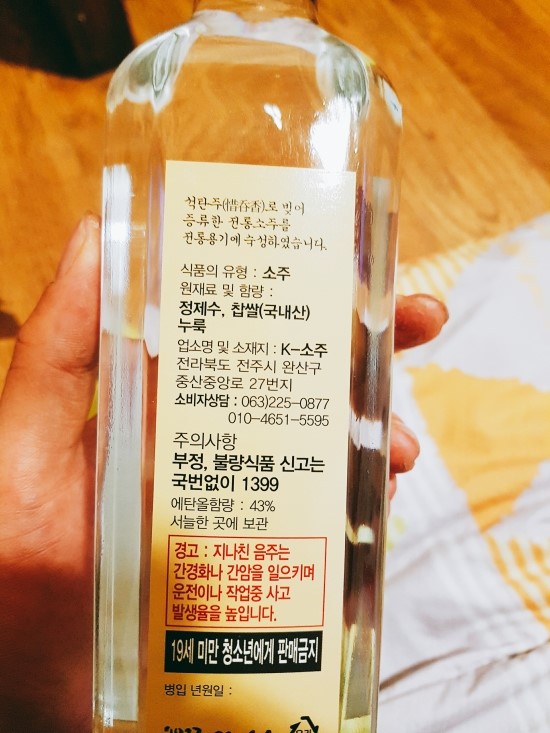 석탄주(惜呑香)로 빚어
증류한 전통소주를
전통용기에 숙성하였습니다.
식품의 유형 : 소주
원재료 및 함량 :
정제수, 찹쌀(국내산)
누룩
업소명 및 소재지 : K-소주
전라북도 전주시 완산구
중산중앙로 27번지
소비자상담 : 063)225-0877
010-4651-5595
주의사항
부정, 불량식품 신고는
국번없이 1399
에탄올함량 : 43%
서늘한 곳에 보관
경고 : 지나친 음주는
간경화나 간암을 일으키며
운전이나 작업중 사고
발생율을 높입니다.
19세 미만 청소년에게 판매금지
병입 년원일 :